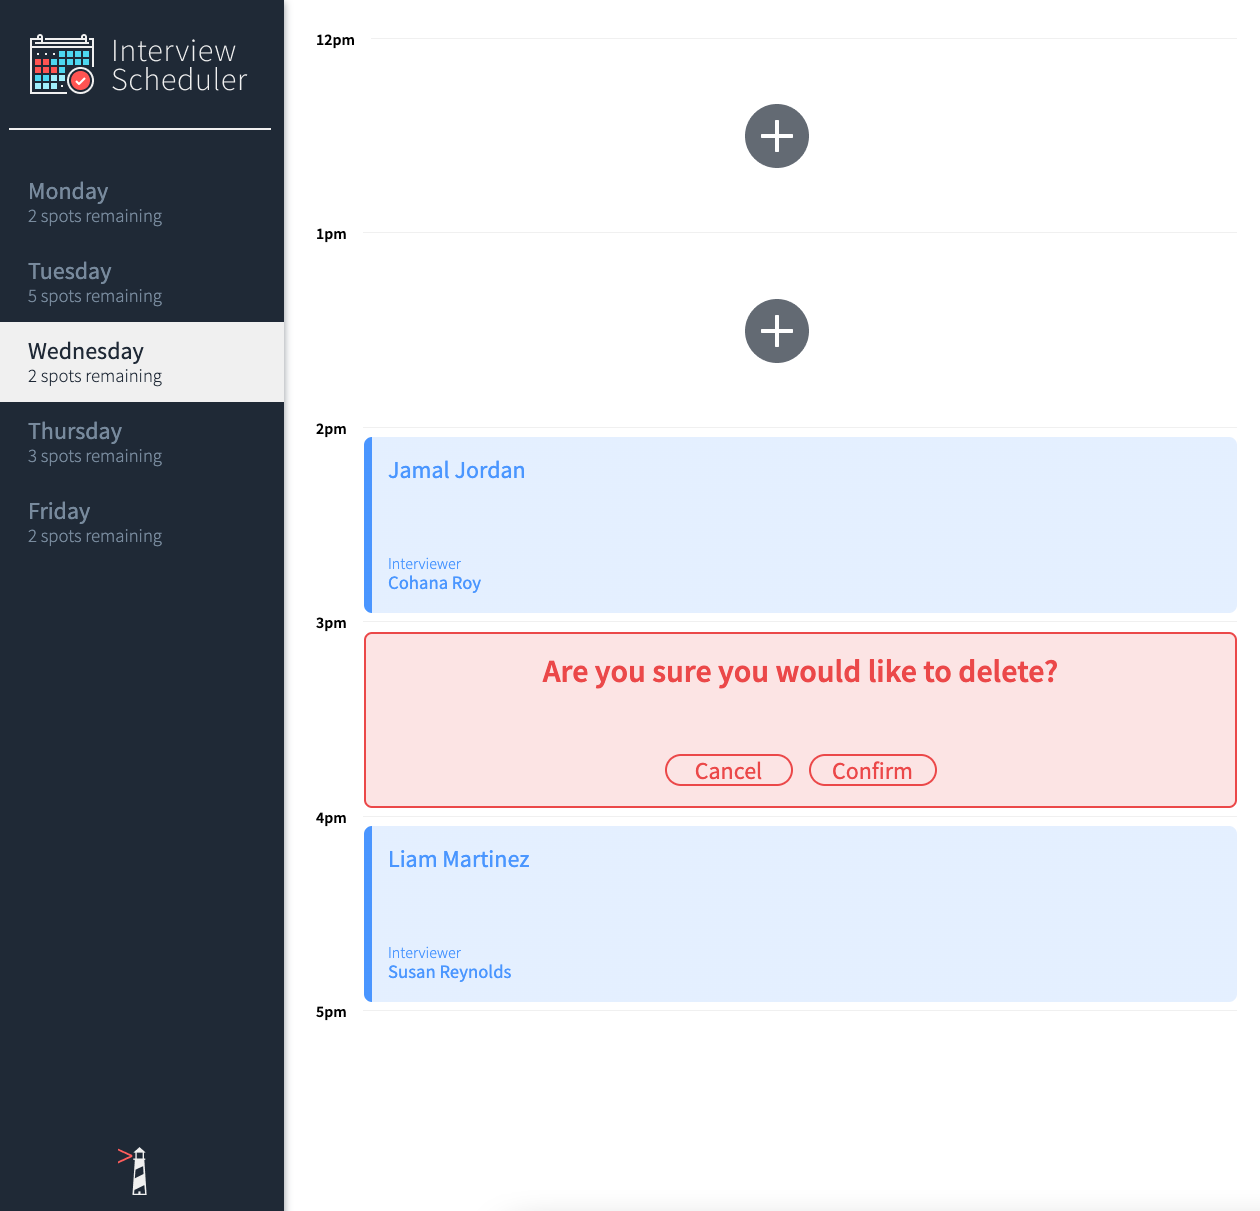 Interview
Scheduler
Monday
2 spots remaining
Tuesday
5 spots remaining
Wednesday
2 spots remaining
Thursday
3 spots remaining
Friday
2 spots remaining
12pm
1pm
2pm
Jamal Jordan
Interviewer
Cohana Roy
3pm
Are you sure you would like to delete?
Cancel Confirm
4pm
Liam Martinez
Interviewer
Susan Reynolds
5pm